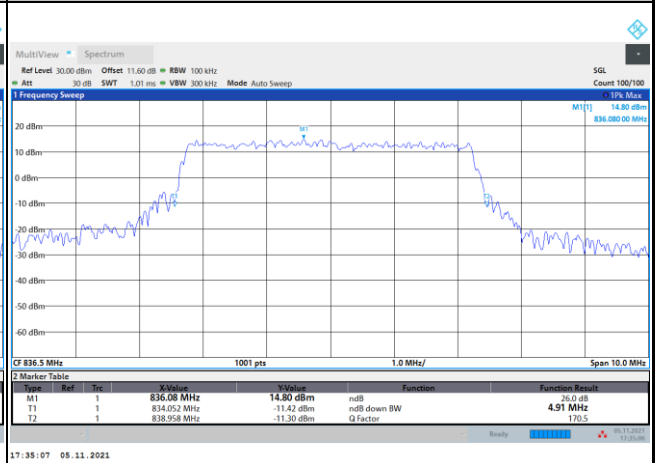 MultiView Spectrum
Ref Level 30.00 dBm Offset 11.60 dB RBW 100 kHz SGL
Att 30 dB SWT 1.01 ms VBW 300 kHz Mode Auto Sweep Count 100/100
1 Frequency Sweep 1Pk Max
M1[1] 14.80 dBm
836.080 00 MHz
M1
20 dBm
10 dBm
0 dBm
-10 dBm
-20 dBm
-30 dBm
-40 dBm
-50 dBm
-60 dBm
CF 836.5 MHz 1001 pts 1.0 MHz/ Span 10.0 MHz
2 Marker Table
Type Ref Trc X-Value Y-Value Function Function Result
M1 1 836.08 MHz 14.80 dBm ndB 26.0 dB
T1 1 834.052 MHz -11.42 dBm ndB down BW 4.91 MHz
T2 1 838.958 MHz -11.30 dBm Q Factor 170.5
Ready 05.11.2021
17:35:06
17:35:07 05.11.2021